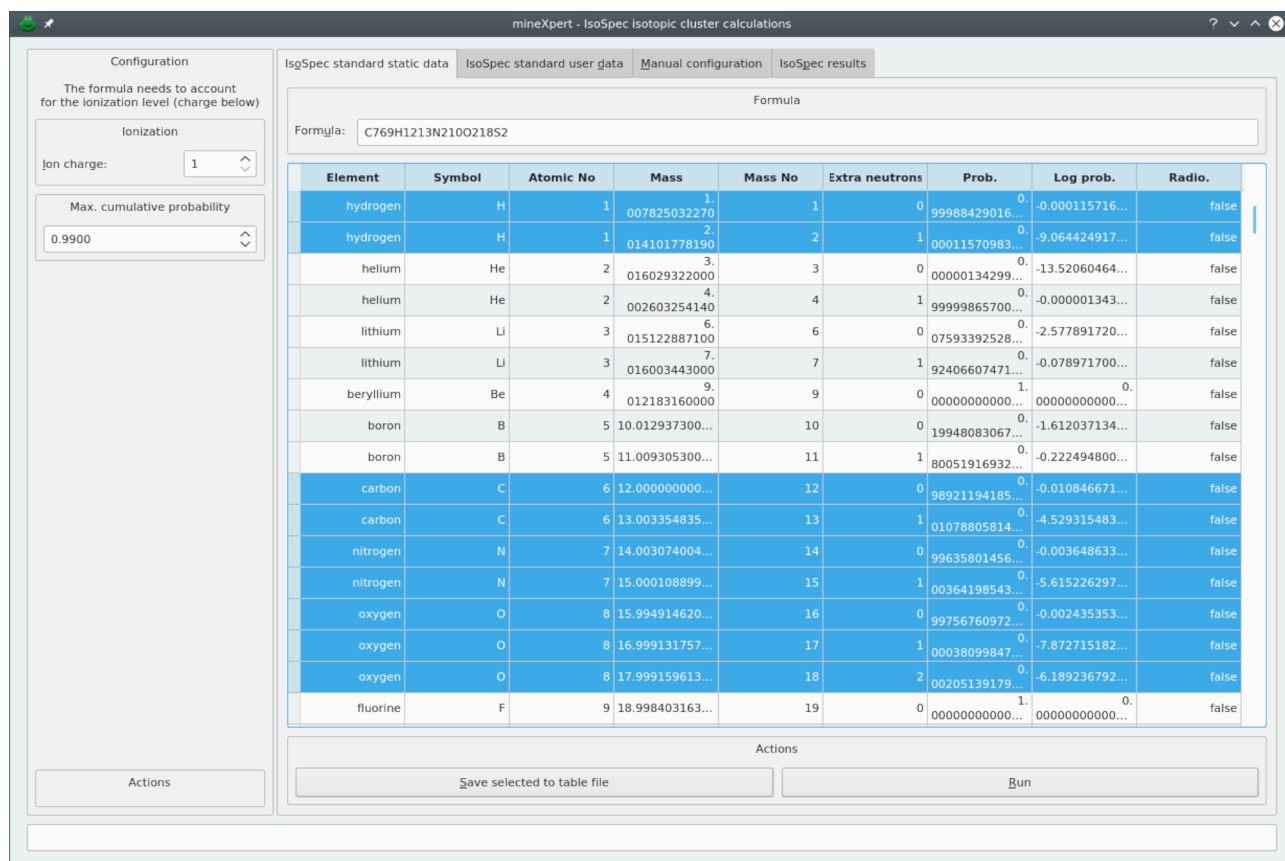 mineXpert - IsoSpec isotopic cluster calculations
Configuration
The formula needs to account
for the ionization level (charge below)
Ionization
Ion charge: 1
Max. cumulative probability
0.9900
Actions
IsoSpec standard static data IsoSpec standard user data Manual configuration IsoSpec results
Formula
Formula: C769H1213N210O218S2
Element Symbol Atomic No Mass Mass No Extra neutrons Prob. Log prob. Radio.
hydrogen H 1 1.007825032270 1 0 0.99988429016... -0.000115716... false
hydrogen H 1 2.014101778190 2 1 0.00011570983... -9.064424917... false
helium He 2 3.016029322000 3 0 0.00000134299... -13.52060464... false
helium He 2 4.002603254140 4 1 0.99999865700... -0.000001343... false
lithium Li 3 6.015122887100 6 0 0.07593392528... -2.577891720... false
lithium Li 3 7.016003443000 7 1 0.92406607471... -0.078971700... false
beryllium Be 4 9.012183160000 9 0 1.00000000000... 0.00000000000... false
boron B 5 10.012937300... 10 0 0.19948083067... -1.612037134... false
boron B 5 11.009305300... 11 1 0.80051916932... -0.222494800... false
carbon C 6 12.000000000... 12 0 0.98921194185... -0.010846671... false
carbon C 6 13.003354835... 13 1 0.01078805814... -4.529315483... false
nitrogen N 7 14.003074004... 14 0 0.99635801456... -0.003648633... false
nitrogen N 7 15.000108899... 15 1 0.00364198543... -5.615226297... false
oxygen O 8 15.994914620... 16 0 0.99756760972... -0.002435353... false
oxygen O 8 16.999131757... 17 1 0.00038099847... -7.872715182... false
oxygen O 8 17.999159613... 18 2 0.00205139179... -6.189236792... false
fluorine F 9 18.998403163... 19 0 1.00000000000... 0.00000000000... false
Actions
Save selected to table file Run